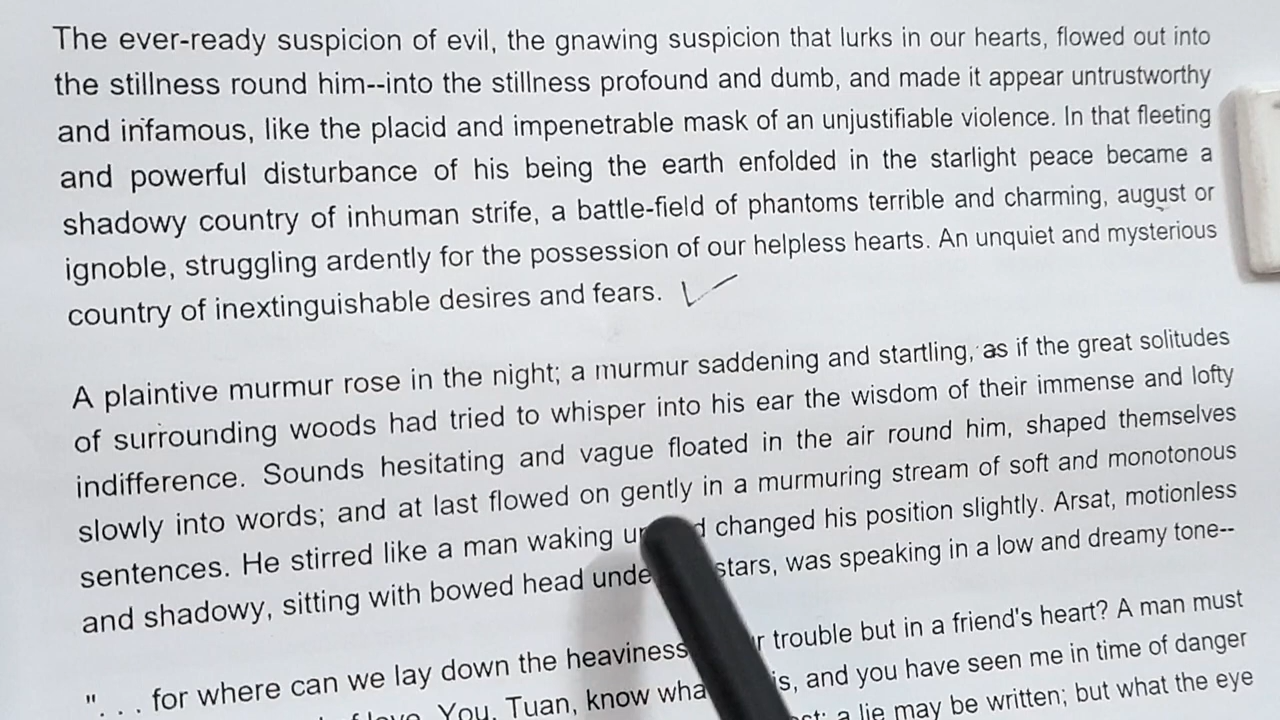 The ever-ready suspicion of evil, the gnawing suspicion that lurks in our hearts, flowed out into
the stillness round him--into the stillness profound and dumb, and made it appear untrustworthy
and infamous, like the placid and impenetrable mask of an unjustifiable violence. In that fleeting
and powerful disturbance of his being the earth enfolded in the starlight peace became a
shadowy country of inhuman strife, a battle-field of phantoms terrible and charming, august or
ignoble, struggling ardently for the possession of our helpless hearts. An unquiet and mysterious
country of inextinguishable desires and fears.
A plaintive murmur rose in the night; a murmur saddening and startling, as if the great solitudes
of surrounding woods had tried to whisper into his ear the wisdom of their immense and lofty
indifference. Sounds hesitating and vague floated in the air round him, shaped themselves
slowly into words; and at last flowed on gently in a murmuring stream of soft and monotonous
sentences. He stirred like a man waking changed his position slightly. Arsat, motionless
and shadowy, sitting with bowed head stars, was speaking in a low and dreamy tone--
". . . for where can we lay down the heaviness trouble but in a friend's heart? A man must
You, Tuan, know and you have seen me in time of danger
a lie may be written; but what the eye